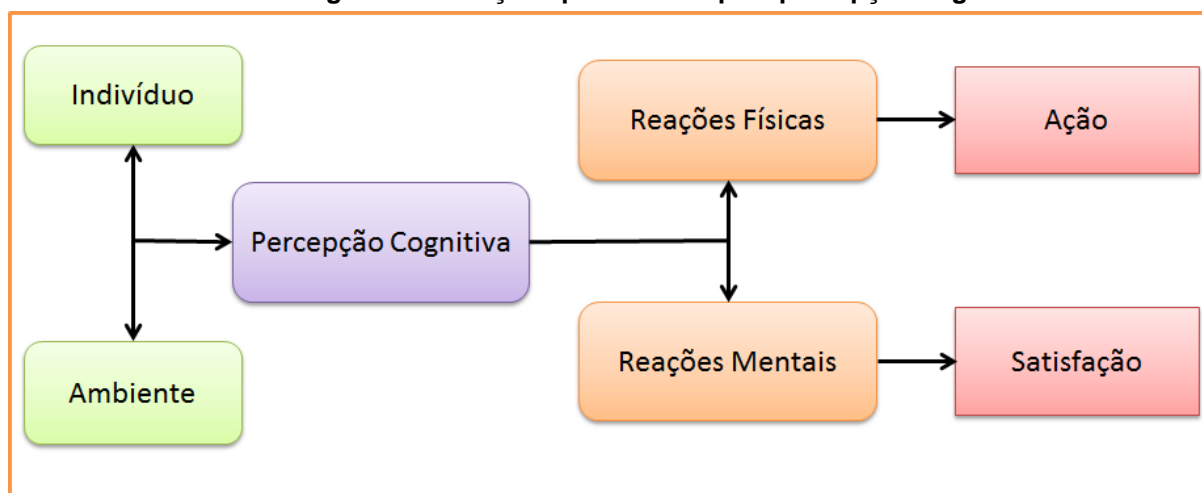 Indivíduo
Reações Físicas
Ação
Percepção Cognitiva
Ambiente
Reações Mentais
Satisfação